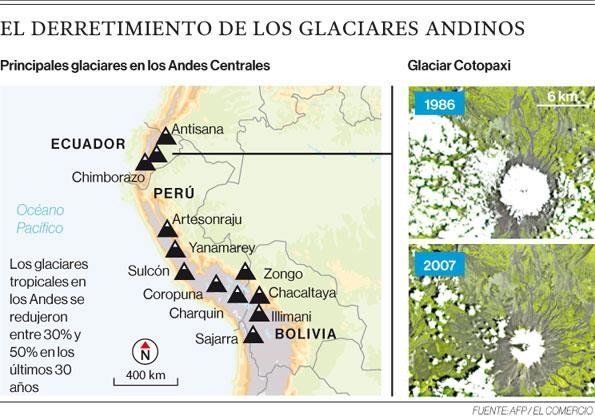 EL DERRETIMIENTO DE LOS GLACIARES ANDINOS
Principales glaciares en los Andes Centrales
Glaciar Cotopaxi
ECUADOR
Antisana
Chimborazo
PERÚ
Océano
Pacífico
Artesonraju
Yanamarey
Sulcón
Zongo
Coropuna
Chacaltaya
Charquin
Illimani
Sajarra
BOLIVIA
Los glaciares
tropicales en
los Andes se
redujeron
entre 30% y
50% en los
últimos 30
años
N
400 km
1986
6 km
2007
FUENTE: AFP / EL COMERCIO